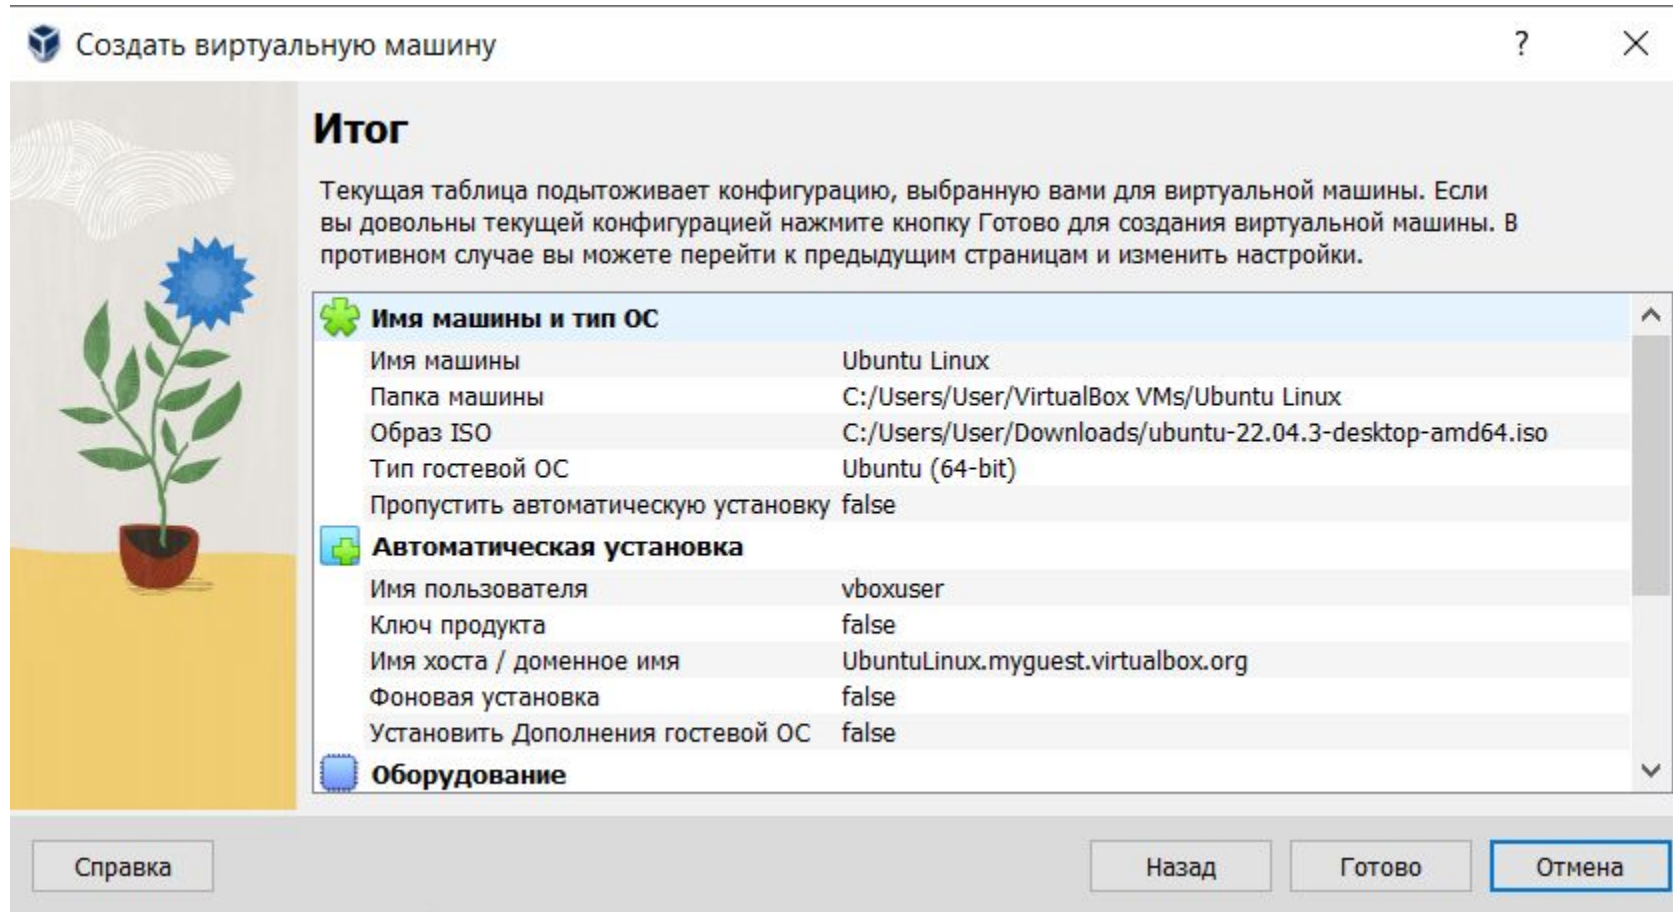 Создать виртуальную машину ?
Итог
Текущая таблица подытоживает конфигурацию, выбранную вами для виртуальной машины. Если
вы довольны текущей конфигурацией нажмите кнопку Готово для создания виртуальной машины. В
противном случае вы можете перейти к предыдущим страницам и изменить настройки.
Имя машины и тип ОС
Имя машины Ubuntu Linux
Папка машины C:/Users/User/VirtualBox VMs/Ubuntu Linux
Образ ISO C:/Users/User/Downloads/ubuntu-22.04.3-desktop-amd64.iso
Тип гостевой ОС Ubuntu (64-bit)
Пропустить автоматическую установку false
Автоматическая установка
Имя пользователя vboxuser
Ключ продукта false
Имя хоста / доменное имя UbuntuLinux.myguest.virtualbox.org
Фоновая установка false
Установить Дополнения гостевой ОС false
Оборудование
Справка Назад Готово Отмена